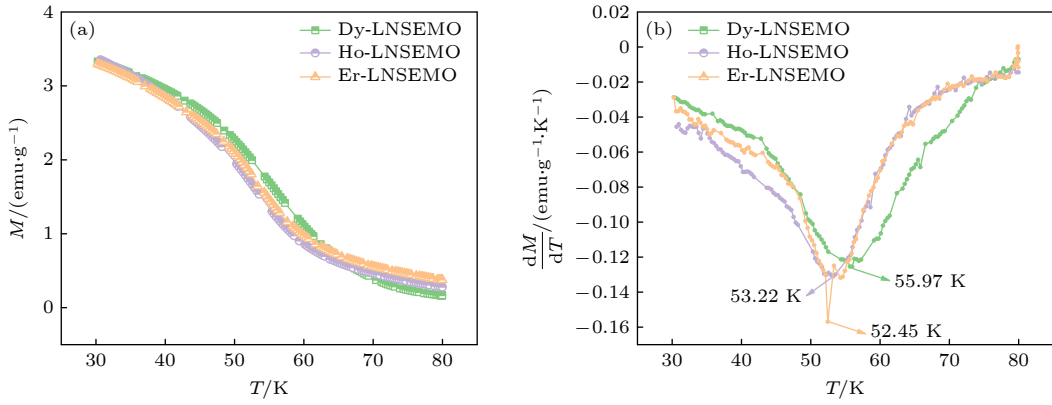 (a)
Dy-LNSEMO
Ho-LNSEMO
Er-LNSEMO
4
3
2
1
0
M/(emu·g⁻¹)
30 40 50 60 70 80
T/K
(b)
Dy-LNSEMO
Ho-LNSEMO
Er-LNSEMO
0.02
0
−0.02
−0.04
−0.06
−0.08
−0.10
−0.12
−0.14
−0.16
dM/dT/(emu·g⁻¹·K⁻¹)
55.97 K
53.22 K
52.45 K
30 40 50 60 70 80
T/K